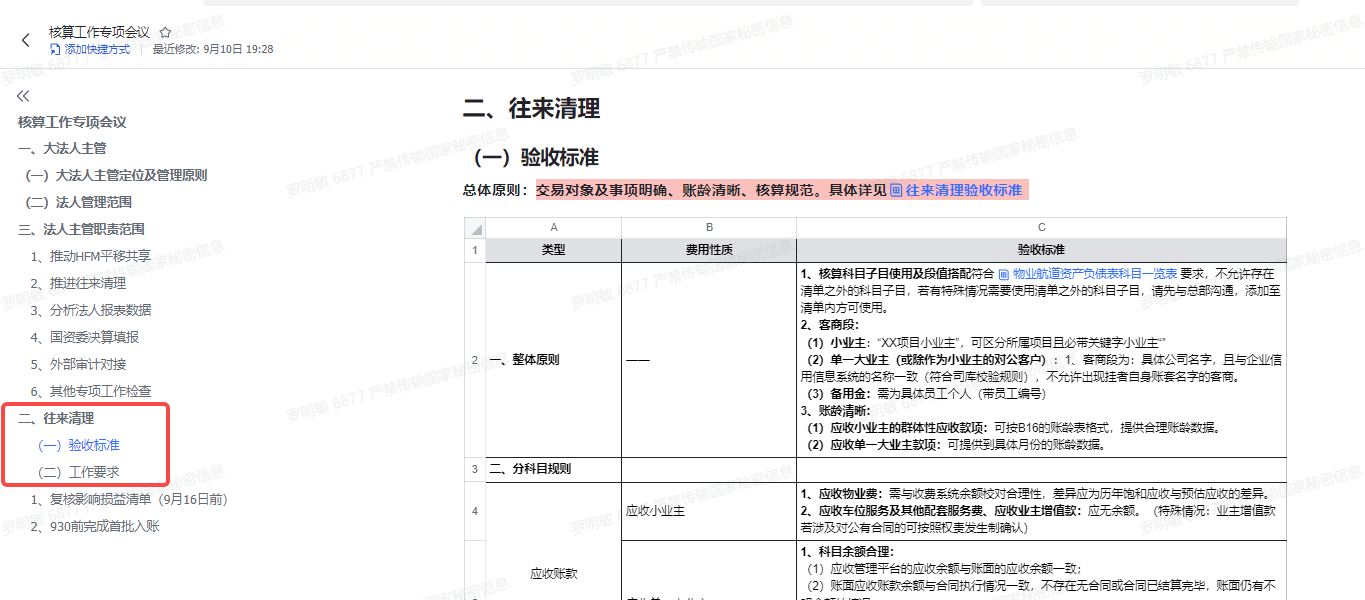 核算工作专项会议
添加快捷方式 | 最近修改: 9月10日 19:28
核算工作专项会议
一、大法人主管
（一）大法人主管定位及管理原则
（二）法人管理范围
三、法人主管职责范围
1、推动HFM平移共享
2、推进往来清理
3、分析法人报表数据
4、国资委决算填报
5、外部审计对接
6、其他专项工作检查
二、往来清理
（一）验收标准
（二）工作要求
1、复核影响损益清单（9月16日前）
2、930前完成首批入账
二、往来清理
（一）验收标准
总体原则：交易对象及事项明确、账龄清晰、核算规范。具体详见 往来清理验收标准
A B C
1 类型 费用性质 验收标准
2 一、整体原则 ——
1、核算科目子目使用及段值搭配符合 物业航道资产负债表科目一览表 要求，不允许存在
清单之外的科目子目，若有特殊情况需要使用清单之外的科目子目，请先与总部沟通，添加至
清单内方可使用。
2、客商段：
（1）小业主：“XX项目小业主”，可区分所属项目且必带关键字小业主“”
（2）单一大业主（或除作为小业主的对公客户）：1、客商段为：具体公司名字，且与企业信
用信息系统的名称一致（符合司库校验规则），不允许出现挂者自身账套名字的客商。
（3）备用金：需为具体员工个人（带员工编号）
3、账龄清晰：
（1）应收小业主的群体性应收款项：可按B16的账龄表格式，提供合理账龄数据。
（2）应收单一大业主款项：可提供到具体月份的账龄数据。
3 二、分科目规则
4 应收小业主
1、应收物业费：需与收费系统余额校对合理性，差异应为历年饱和应收与预估应收的差异。
2、应收车位服务及其他配套服务费、应收业主增值款：应无余额。（特殊情况：业主增值款
若涉及对公有合同的可按照权责发生制确认）
应收账款
1、科目余额合理：
（1）应收管理平台的应收余额与账面的应收余额一致；
（2）账面应收账款余额与合同执行情况一致，不存在无合同或合同已结算完毕，账面仍有不
罗明敏 6877 严禁传输国家秘密信息